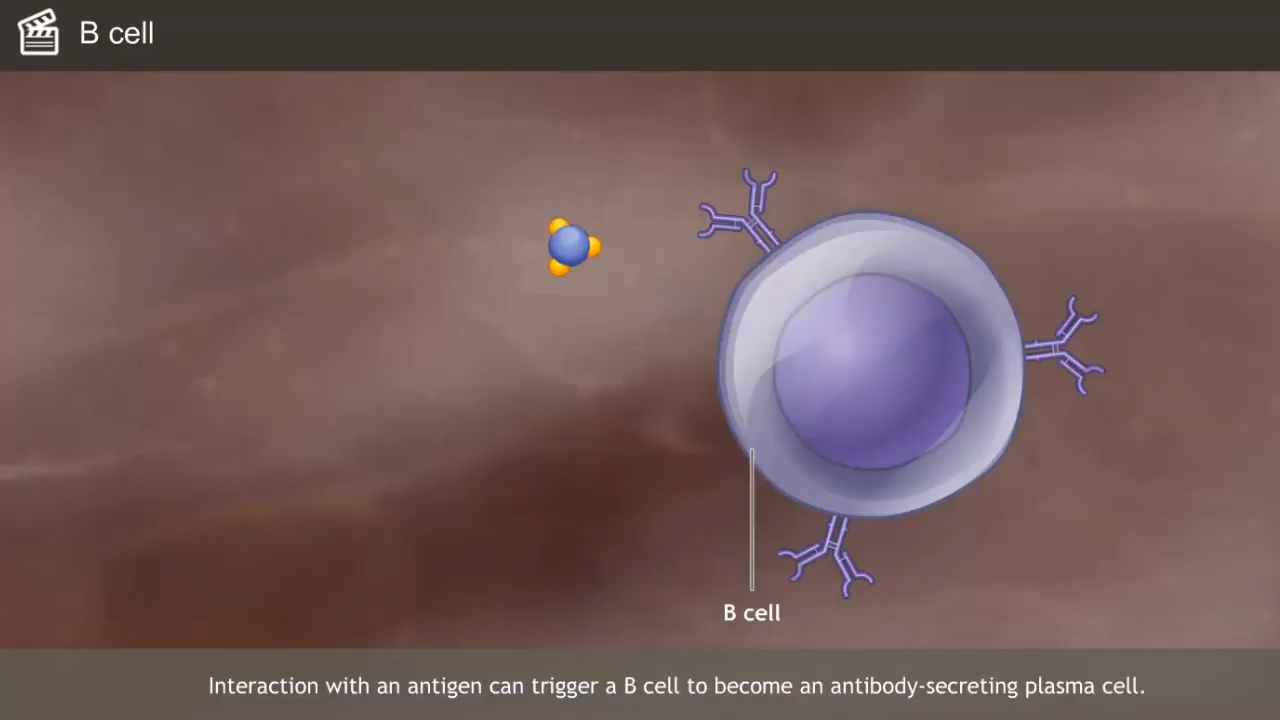 B cell
B cell
Interaction with an antigen can trigger a B cell to become an antibody-secreting plasma cell.